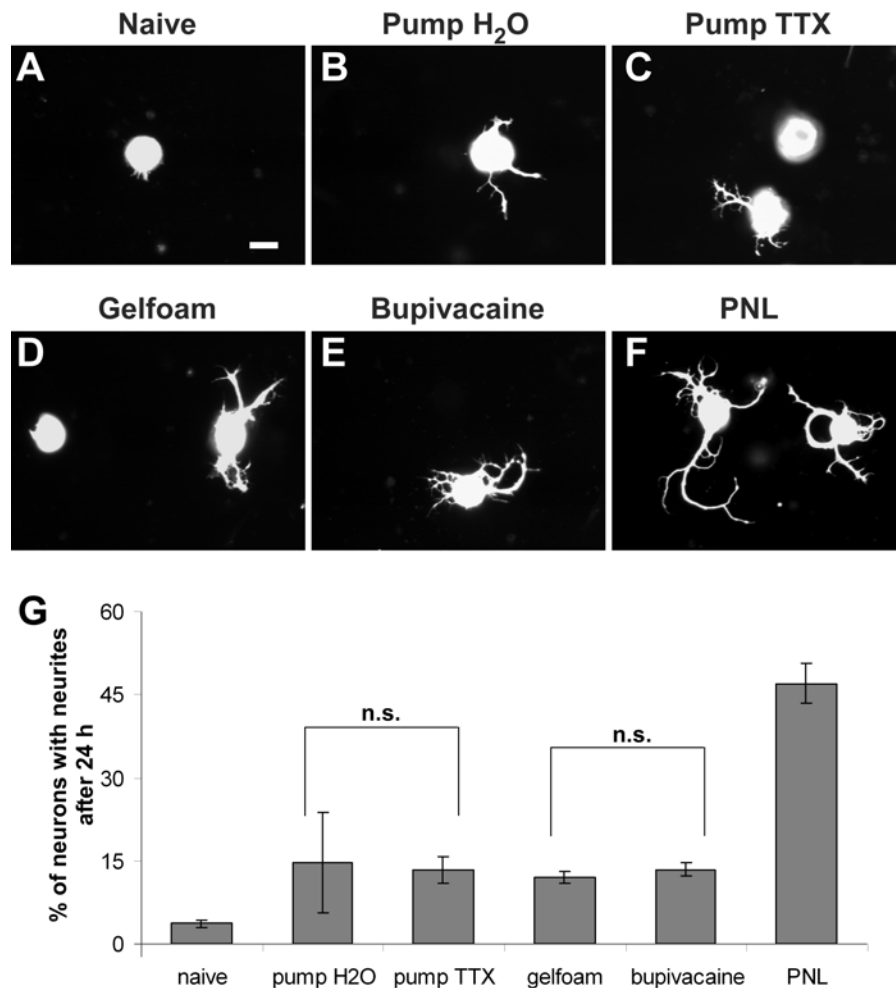 Naive
Pump H₂O
Pump TTX
A
B
C
Gelfoam
Bupivacaine
PNL
D
E
F
G
% of neurons with neurites
after 24 h
60
45
30
15
0
n.s.
n.s.
naive
pump H2O
pump TTX
gelfoam
bupivacaine
PNL